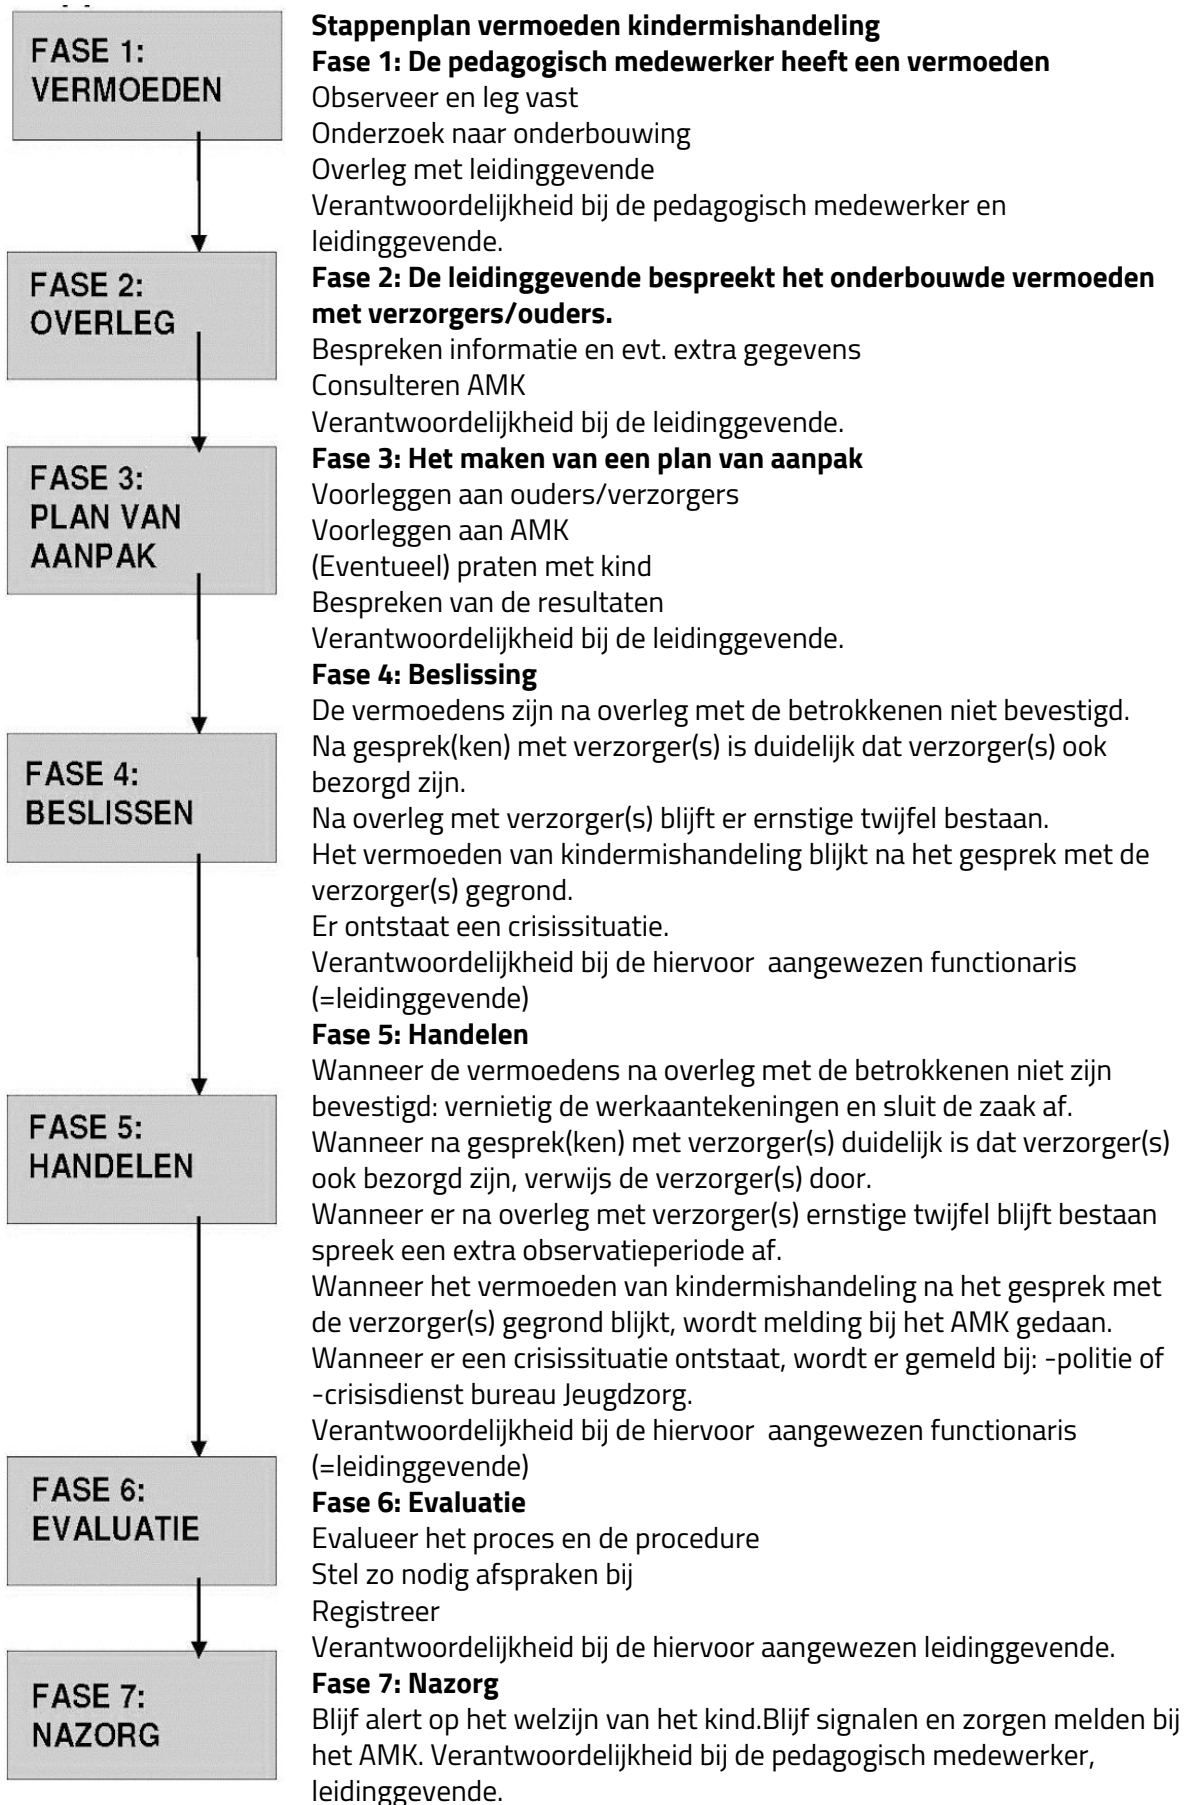 FASE 1:
VERMOEDEN
Stappenplan vermoeden kindermishandeling
Fase 1: De pedagogisch medewerker heeft een vermoeden
Observeer en leg vast
Onderzoek naar onderbouwing
Overleg met leidinggevende
Verantwoordelijkheid bij de pedagogisch medewerker en
leidinggevende.
FASE 2:
OVERLEG
Fase 2: De leidinggevende bespreekt het onderbouwde vermoeden
met verzorgers/ouders.
Bespreken informatie en evt. extra gegevens
Consulteren AMK
Verantwoordelijkheid bij de leidinggevende.
FASE 3:
PLAN VAN
AANPAK
Fase 3: Het maken van een plan van aanpak
Voorleggen aan ouders/verzorgers
Voorleggen aan AMK
(Eventueel) praten met kind
Bespreken van de resultaten
Verantwoordelijkheid bij de leidinggevende.
FASE 4:
BESLISSEN
Fase 4: Beslissing
De vermoedens zijn na overleg met de betrokkenen niet bevestigd.
Na gesprek(ken) met verzorger(s) is duidelijk dat verzorger(s) ook
bezorgd zijn.
Na overleg met verzorger(s) blijft er ernstige twijfel bestaan.
Het vermoeden van kindermishandeling blijkt na het gesprek met de
verzorger(s) gegrond.
Er ontstaat een crisissituatie.
Verantwoordelijkheid bij de hiervoor  aangewezen functionaris
(=leidinggevende)
FASE 5:
HANDELEN
Fase 5: Handelen
Wanneer de vermoedens na overleg met de betrokkenen niet zijn
bevestigd: vernietig de werkaantekeningen en sluit de zaak af.
Wanneer na gesprek(ken) met verzorger(s) duidelijk is dat verzorger(s)
ook bezorgd zijn, verwijs de verzorger(s) door.
Wanneer er na overleg met verzorger(s) ernstige twijfel blijft bestaan
spreek een extra observatieperiode af.
Wanneer het vermoeden van kindermishandeling na het gesprek met
de verzorger(s) gegrond blijkt, wordt melding bij het AMK gedaan.
Wanneer er een crisissituatie ontstaat, wordt er gemeld bij: -politie of
-crisisdienst bureau Jeugdzorg.
Verantwoordelijkheid bij de hiervoor  aangewezen functionaris
(=leidinggevende)
FASE 6:
EVALUATIE
Fase 6: Evaluatie
Evalueer het proces en de procedure
Stel zo nodig afspraken bij
Registreer
Verantwoordelijkheid bij de hiervoor aangewezen leidinggevende.
FASE 7:
NAZORG
Fase 7: Nazorg
Blijf alert op het welzijn van het kind.Blijf signalen en zorgen melden bij
het AMK. Verantwoordelijkheid bij de pedagogisch medewerker,
leidinggevende.